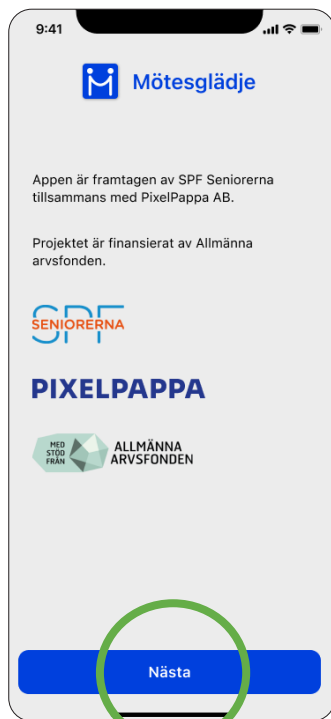 9:41
Mötesglädje
Appen är framtagen av SPF Seniorerna
tillsammans med PixelPappa AB.
Projektet är finansierat av Allmänna
arvsfonden.
SPF
SENIORERNA
PIXELPAPPA
MED
STÖD
FRÅN
ALLMÄNNA
ARVSFONDEN
Nästa